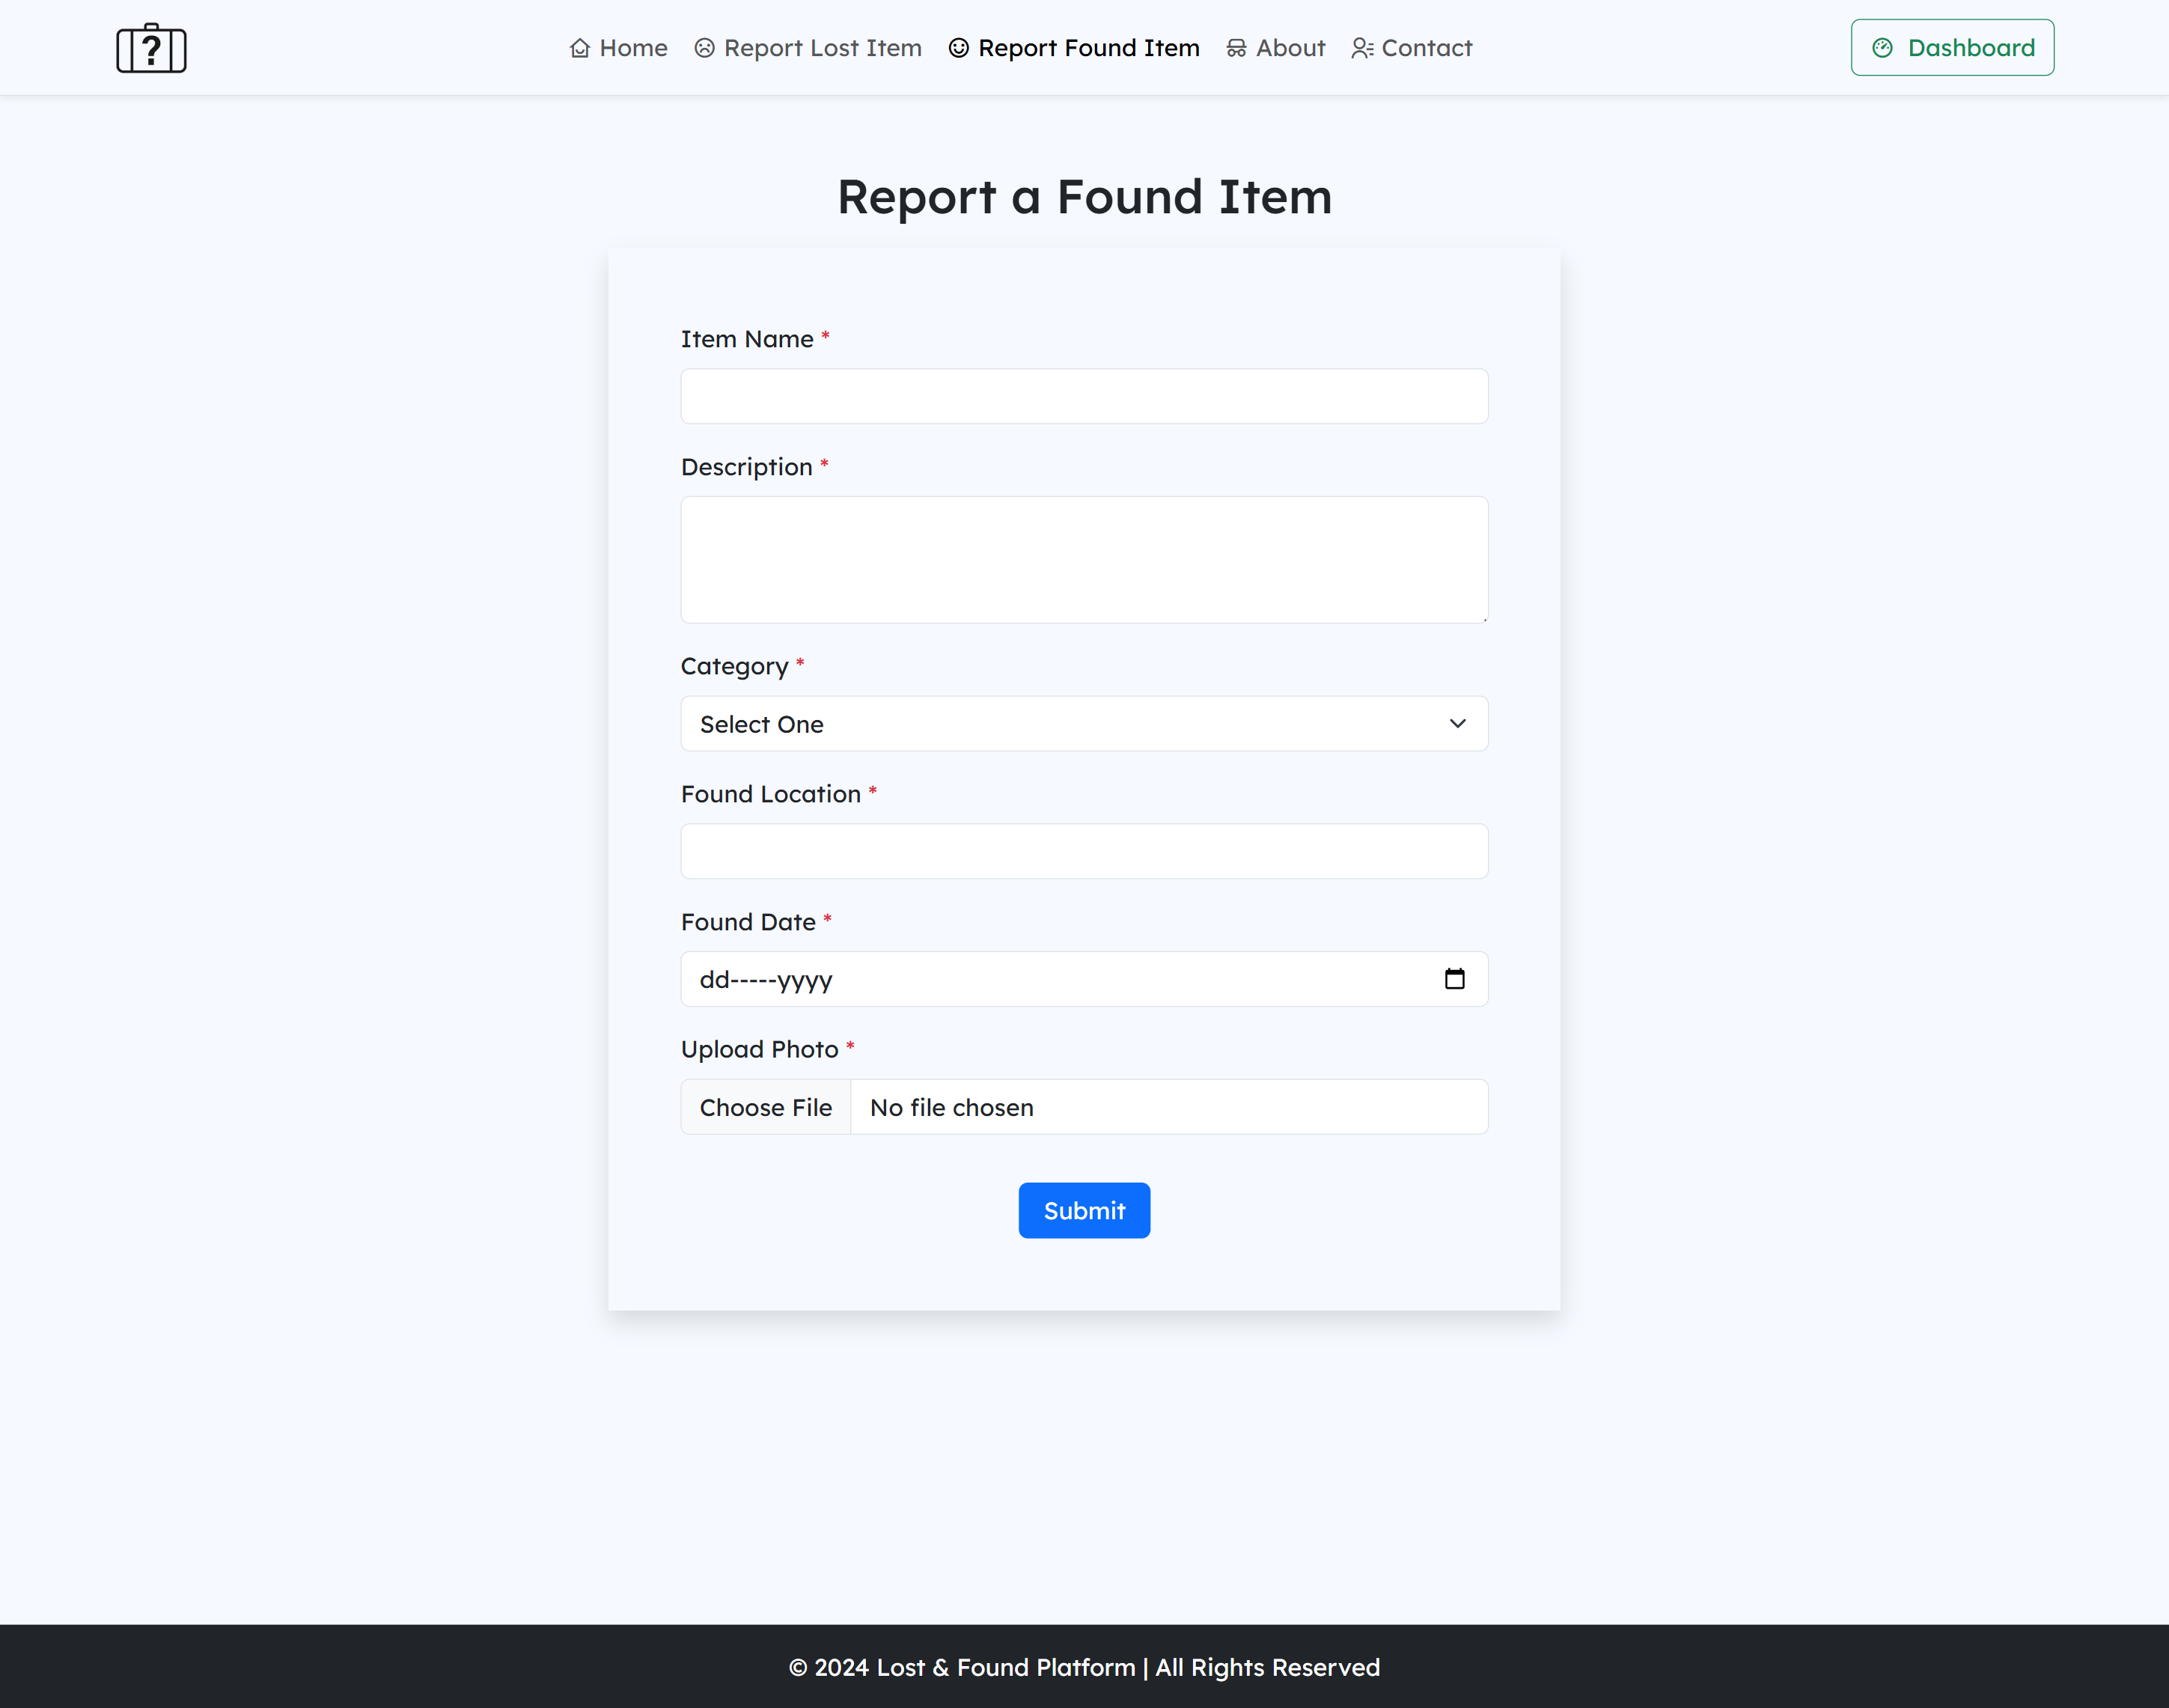 ?
Home Report Lost Item Report Found Item About Contact Dashboard
Report a Found Item
Item Name *
Description *
Category *
Select One
Found Location *
Found Date *
dd-----yyyy
Upload Photo *
Choose File No file chosen
Submit
© 2024 Lost & Found Platform | All Rights Reserved